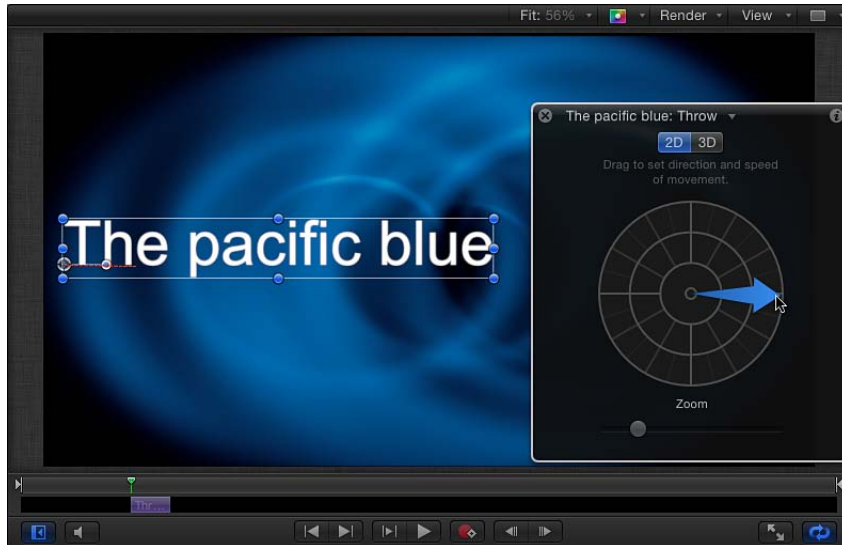 Fit: 56% Render View
The pacific blue: Throw
2D 3D
Drag to set direction and speed
of movement.
The pacific blue
Zoom
Thr...